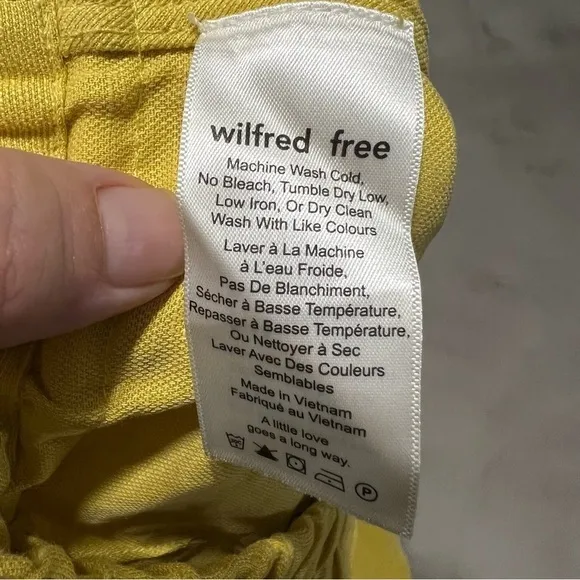 wilfred free
Machine Wash Cold,
No Bleach, Tumble Dry Low,
Low Iron, Or Dry Clean
Wash With Like Colours
Laver à La Machine
à L'eau Froide,
Pas De Blanchiment,
Sécher à Basse Température,
Repasser à Basse Température,
Ou Nettoyer à Sec
Laver Avec Des Couleurs
Semblables
Made in Vietnam
Fabriqué au Vietnam
A little love
goes a long way.
P